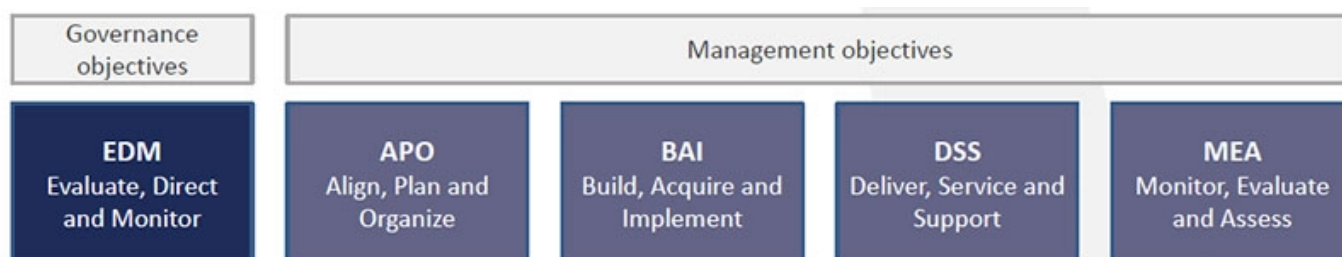 Governance
objectives
Management objectives
EDM
Evaluate, Direct
and Monitor
APO
Align, Plan and
Organize
BAI
Build, Acquire and
Implement
DSS
Deliver, Service and
Support
MEA
Monitor, Evaluate
and Assess